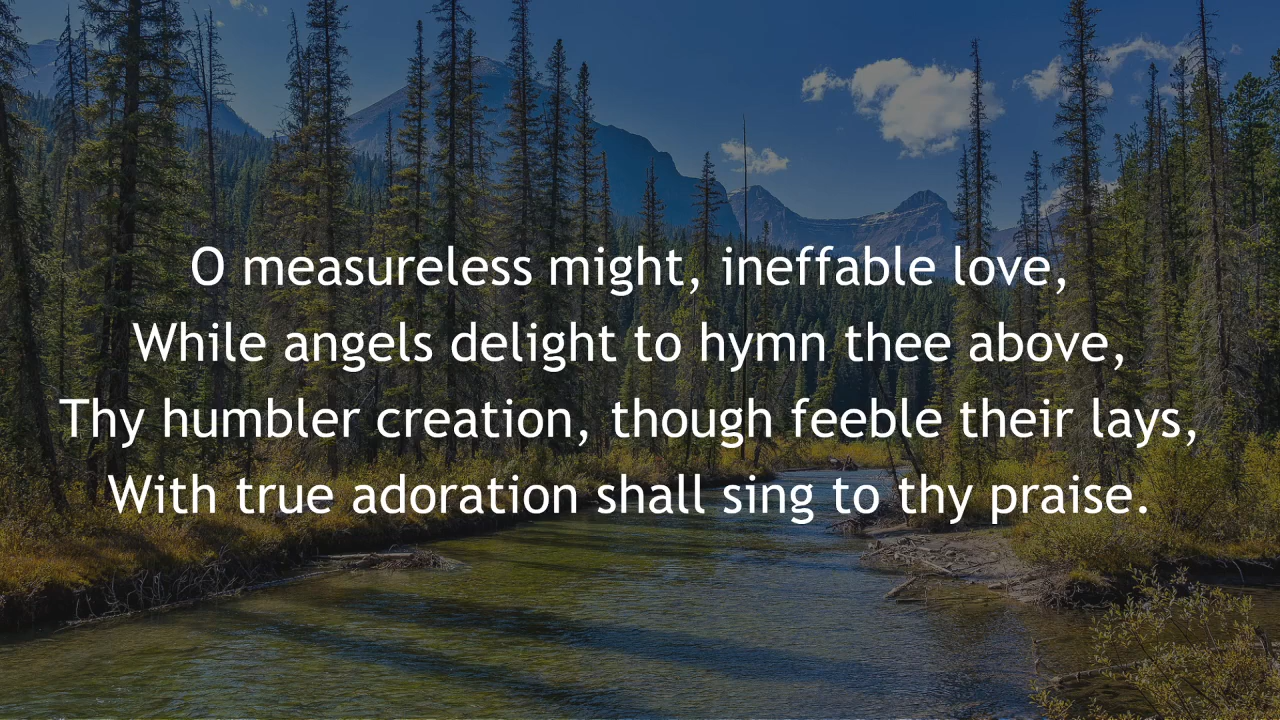 O measureless might, ineffable love,
While angels delight to hymn thee above,
Thy humbler creation, though feeble their lays,
With true adoration shall sing to thy praise.